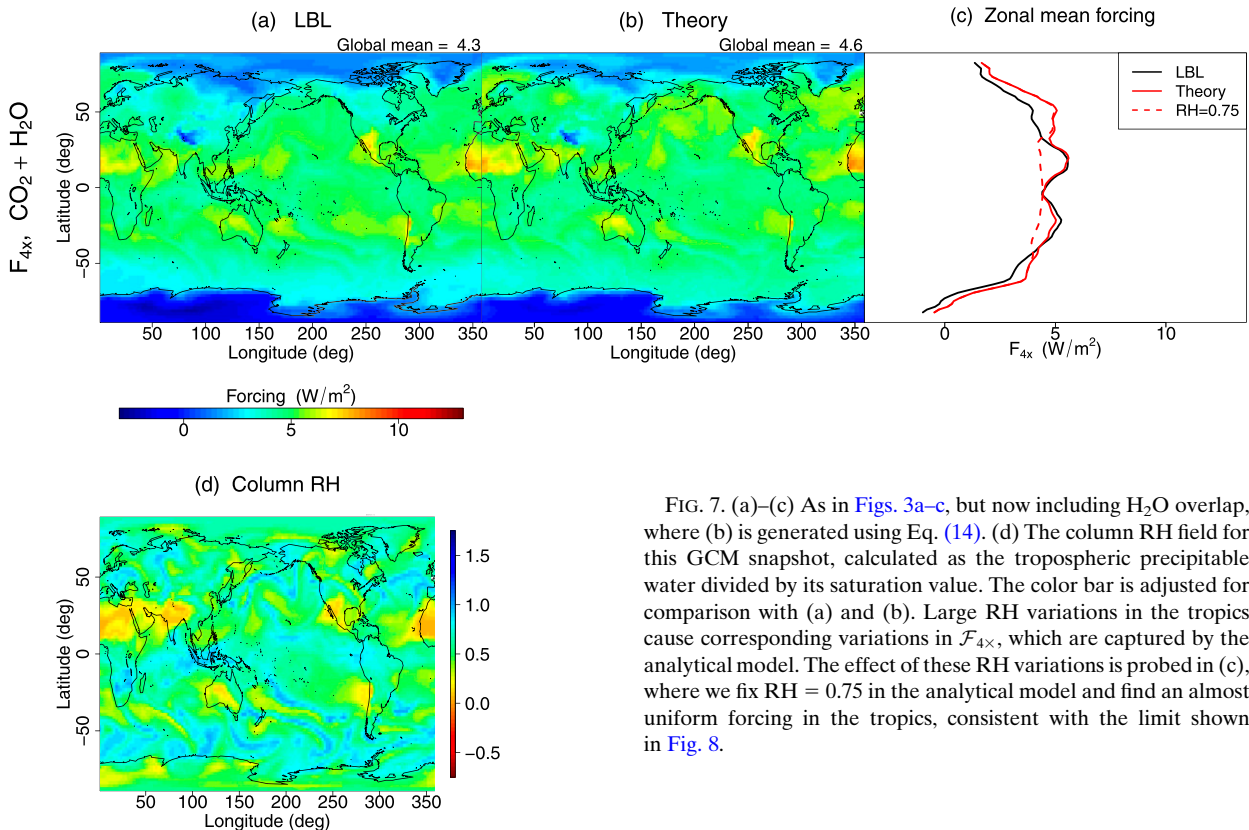 (a) LBL
(b) Theory
(c) Zonal mean forcing
Global mean = 4.3
Global mean = 4.6
F4x, CO2 + H2O
Latitude (deg)
50
0
−50
50 100 150 200 250 300 350
Longitude (deg)
50 100 150 200 250 300 350
Longitude (deg)
LBL
Theory
RH=0.75
0 5 10
F4x (W/m2)
Forcing (W/m2)
0 5 10
(d) Column RH
Latitude (deg)
50
0
−50
50 100 150 200 250 300 350
Longitude (deg)
1.5
1.0
0.5
0.0
−0.5
FIG. 7. (a)–(c) As in Figs. 3a–c, but now including H2O overlap,
where (b) is generated using Eq. (14). (d) The column RH field for
this GCM snapshot, calculated as the tropospheric precipitable
water divided by its saturation value. The color bar is adjusted for
comparison with (a) and (b). Large RH variations in the tropics
cause corresponding variations in ℱ4×, which are captured by the
analytical model. The effect of these RH variations is probed in (c),
where we fix RH = 0.75 in the analytical model and find an almost
uniform forcing in the tropics, consistent with the limit shown
in Fig. 8.